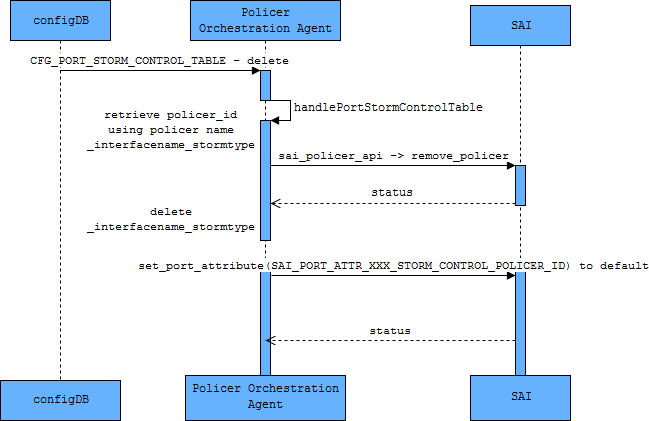 configDB
Policer
Orchestration Agent
SAI
CFG_PORT_STORM_CONTROL_TABLE - delete
handlePortStormControlTable
retrieve policer_id
using policer name
_interfacename_stormtype
sai_policer_api -> remove_policer
status
delete
_interfacename_stormtype
set_port_attribute(SAI_PORT_ATTR_XXX_STORM_CONTROL_POLICER_ID) to default
status
configDB
Policer Orchestration
Agent
SAI